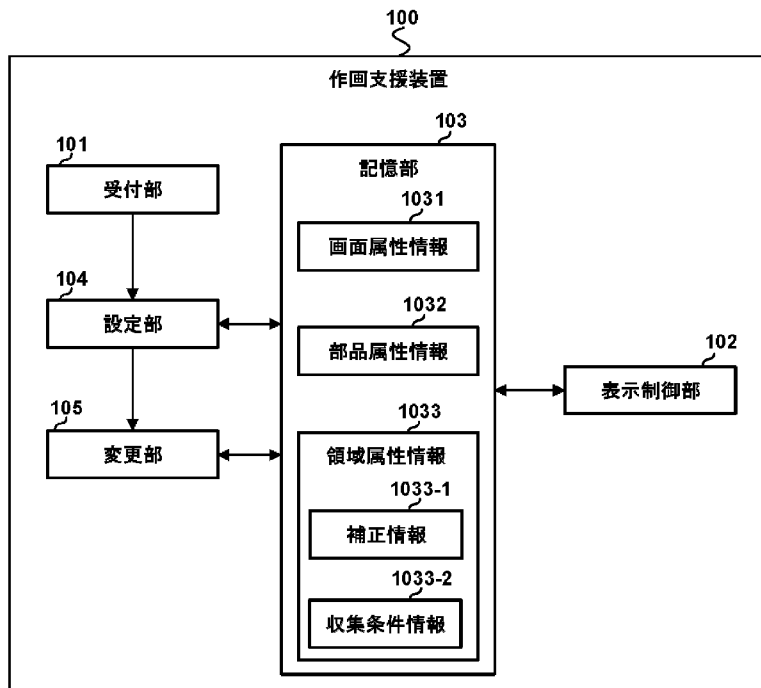 100
作画支援装置
101
受付部
104
設定部
105
変更部
103
記憶部
1031
画面属性情報
1032
部品属性情報
1033
領域属性情報
1033-1
補正情報
1033-2
収集条件情報
102
表示制御部